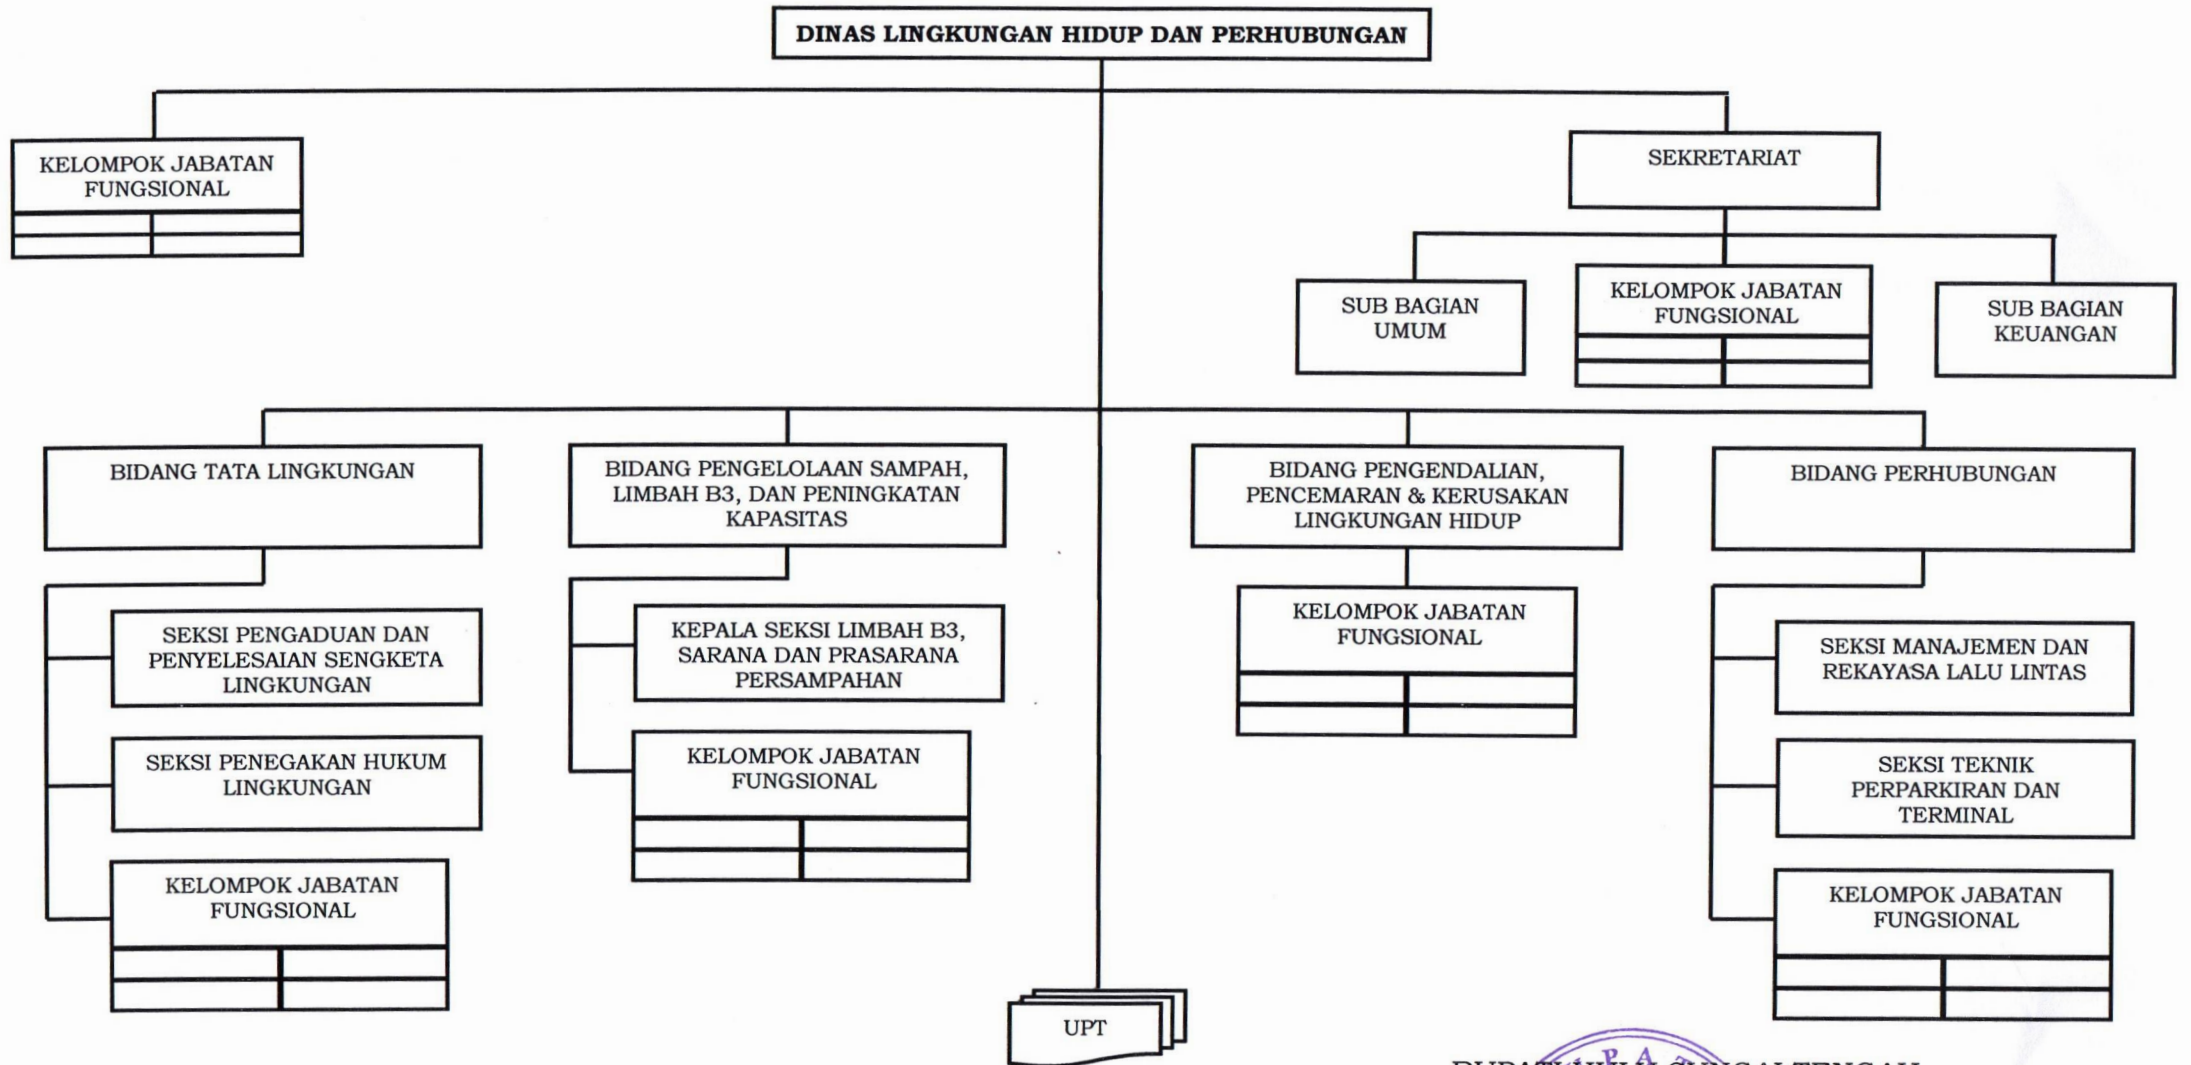 DINAS LINGKUNGAN HIDUP DAN PERHUBUNGAN
KELOMPOK JABATAN
FUNGSIONAL
SEKRETARIAT
SUB BAGIAN
UMUM
KELOMPOK JABATAN
FUNGSIONAL
SUB BAGIAN
KEUANGAN
BIDANG TATA LINGKUNGAN
SEKSI PENGADUAN DAN
PENYELESAIAN SENGKETA
LINGKUNGAN
SEKSI PENEGAKAN HUKUM
LINGKUNGAN
KELOMPOK JABATAN
FUNGSIONAL
BIDANG PENGELOLAAN SAMPAH,
LIMBAH B3, DAN PENINGKATAN
KAPASITAS
KEPALA SEKSI LIMBAH B3,
SARANA DAN PRASARANA
PERSAMPAHAN
KELOMPOK JABATAN
FUNGSIONAL
BIDANG PENGENDALIAN,
PENCEMARAN & KERUSAKAN
LINGKUNGAN HIDUP
KELOMPOK JABATAN
FUNGSIONAL
BIDANG PERHUBUNGAN
SEKSI MANAJEMEN DAN
REKAYASA LALU LINTAS
SEKSI TEKNIK
PERPARKIRAN DAN
TERMINAL
KELOMPOK JABATAN
FUNGSIONAL
UPT